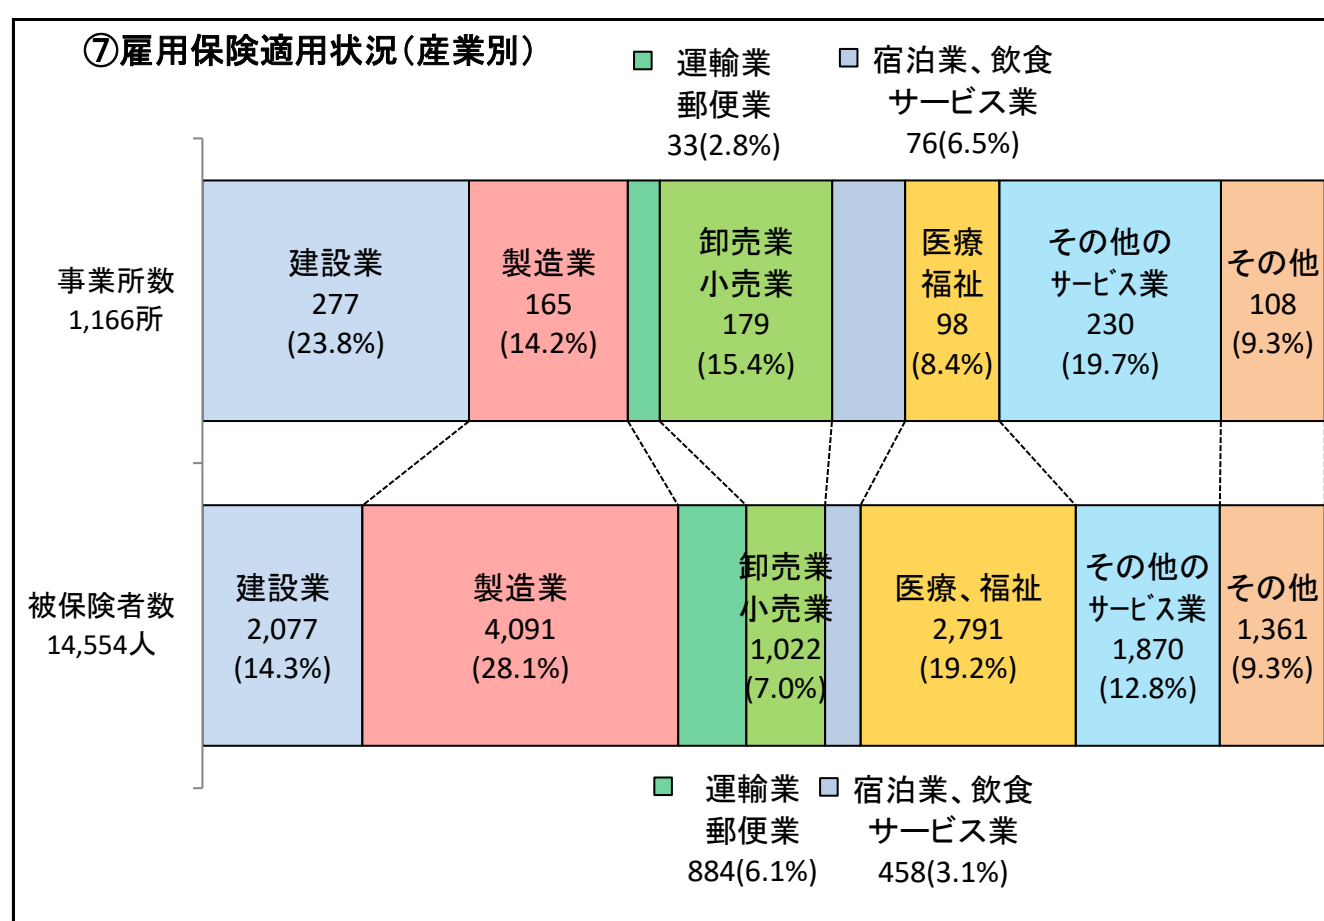 ⑦雇用保険適用状況（産業別）
運輸業
郵便業
33(2.8%)
宿泊業、飲食
サービス業
76(6.5%)
事業所数
1,166所
建設業
277
(23.8%)
製造業
165
(14.2%)
卸売業
小売業
179
(15.4%)
医療
福祉
98
(8.4%)
その他の
ｻｰﾋﾞｽ業
230
(19.7%)
その他
108
(9.3%)
被保険者数
14,554人
建設業
2,077
(14.3%)
製造業
4,091
(28.1%)
卸売業
小売業
1,022
(7.0%)
医療、福祉
2,791
(19.2%)
その他の
ｻｰﾋﾞｽ業
1,870
(12.8%)
その他
1,361
(9.3%)
運輸業
郵便業
884(6.1%)
宿泊業、飲食
サービス業
458(3.1%)